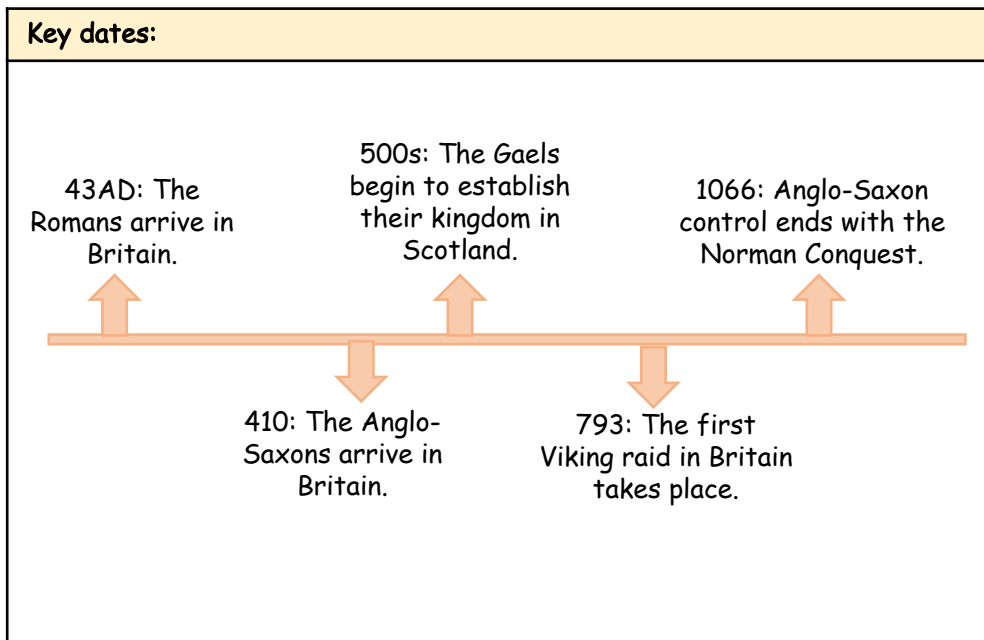 Key dates:
43AD: The
Romans arrive in
Britain.
500s: The Gaels
begin to establish
their kingdom in
Scotland.
1066: Anglo-Saxon
control ends with the
Norman Conquest.
410: The Anglo-
Saxons arrive in
Britain.
793: The first
Viking raid in Britain
takes place.